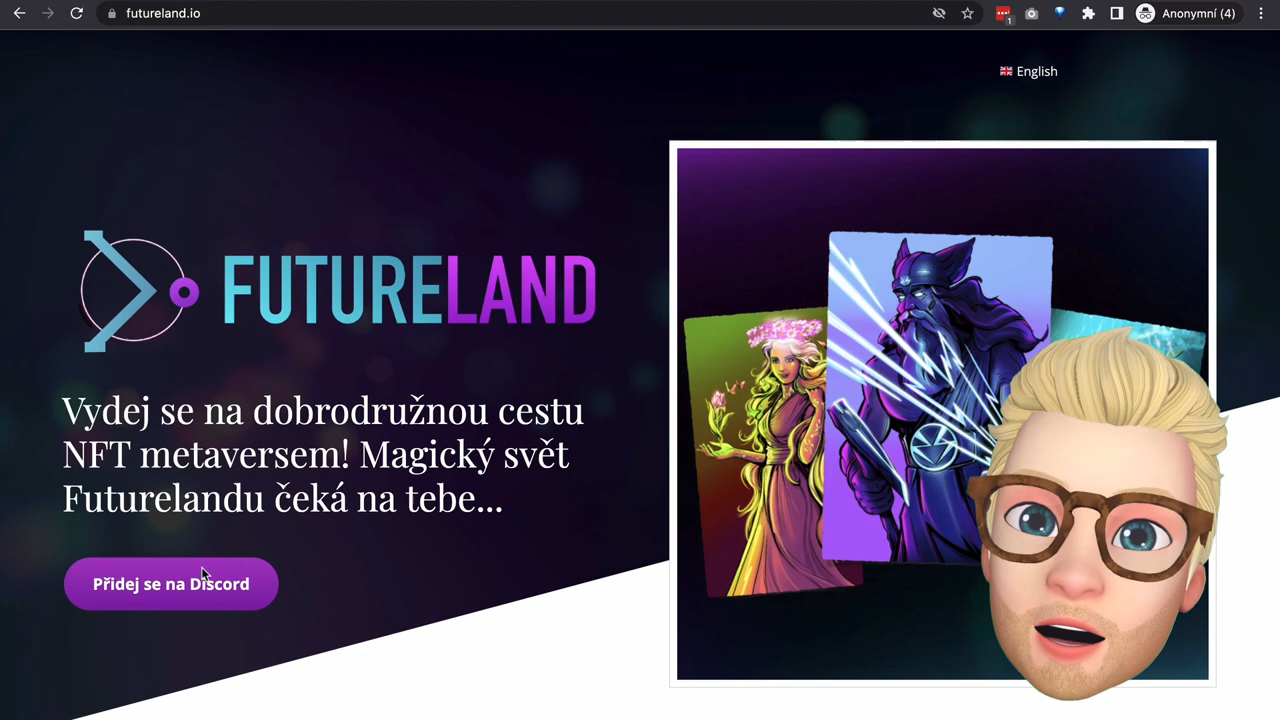 futureland.io
1
Anonymní (4)
🇬🇧 English
FUTURELAND
Vydej se na dobrodružnou cestu
NFT metaversem! Magický svět
Futurelandu čeká na tebe...
Přidej se na Discord